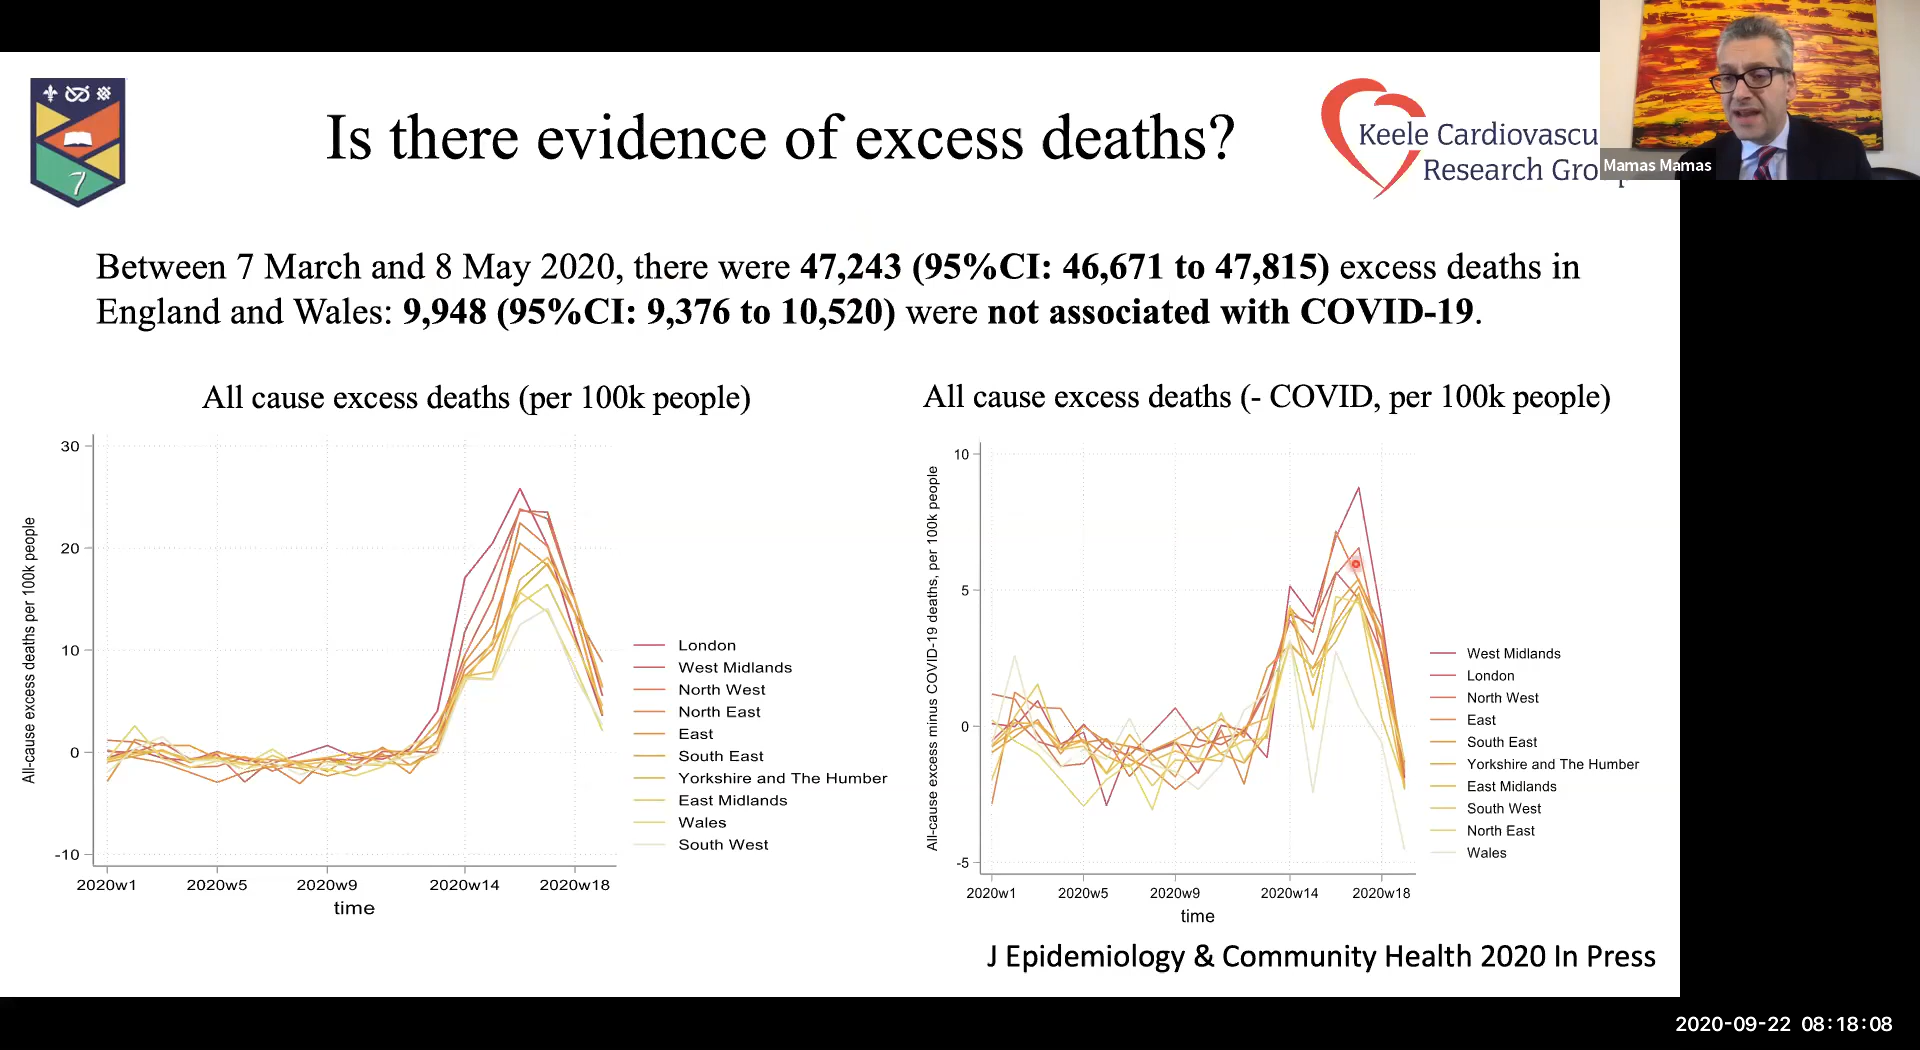 Is there evidence of excess deaths?
Keele Cardiovascu
Research Gro
Mamas Mamas
Between 7 March and 8 May 2020, there were 47,243 (95%CI: 46,671 to 47,815) excess deaths in
England and Wales: 9,948 (95%CI: 9,376 to 10,520) were not associated with COVID-19.
All cause excess deaths (per 100k people)
All-cause excess deaths per 100k people
30
20
10
0
-10
2020w1 2020w5 2020w9 2020w14 2020w18
time
London
West Midlands
North West
North East
East
South East
Yorkshire and The Humber
East Midlands
Wales
South West
All cause excess deaths (- COVID, per 100k people)
All-cause excess minus COVID-19 deaths, per 100k people
10
5
0
-5
2020w1 2020w5 2020w9 2020w14 2020w18
time
West Midlands
London
North West
East
South East
Yorkshire and The Humber
East Midlands
South West
North East
Wales
J Epidemiology & Community Health 2020 In Press
2020-09-22 08:18:08